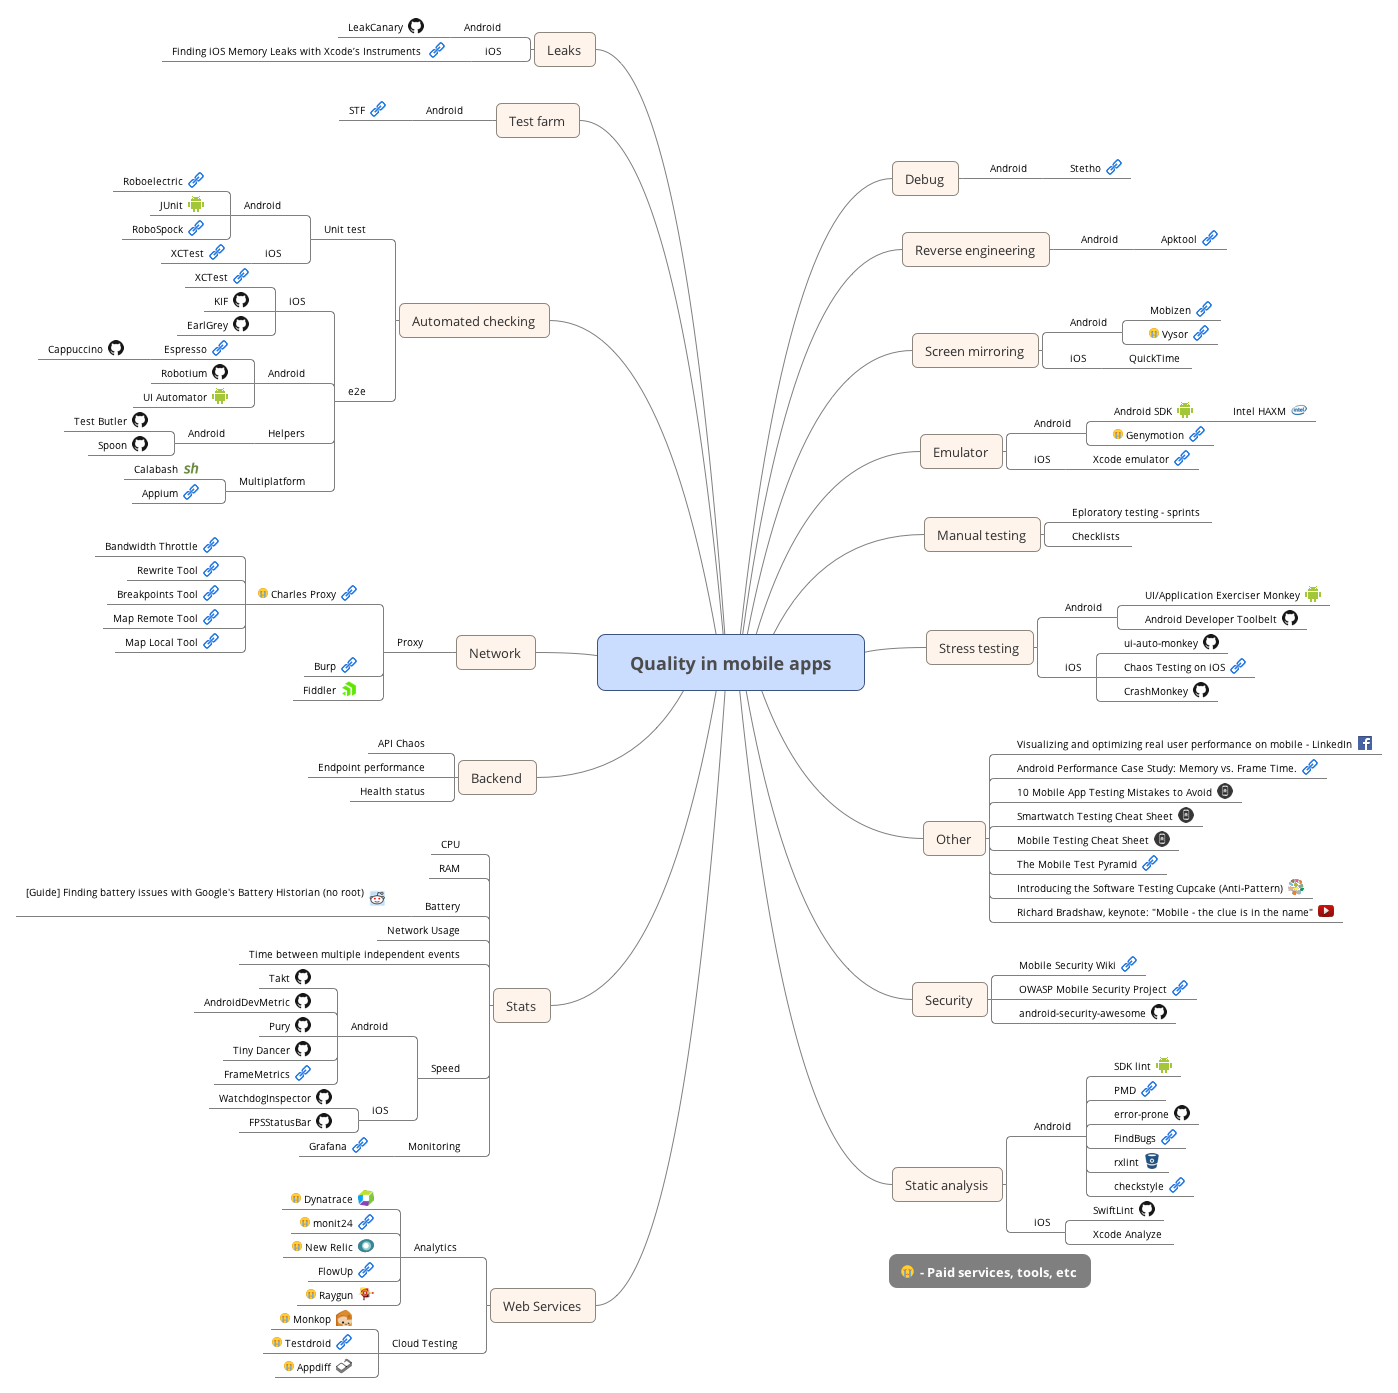 Quality in mobile apps
Leaks
Android
LeakCanary
iOS
Finding iOS Memory Leaks with Xcode's Instruments
Test farm
Android
STF
Automated checking
Unit test
Android
Roboelectric
JUnit
RoboSpock
iOS
XCTest
e2e
iOS
XCTest
KIF
EarlGrey
Android
Espresso
Cappuccino
Robotium
UI Automator
Helpers
Android
Test Butler
Spoon
Multiplatform
Calabash
sh
Appium
Network
Proxy
Charles Proxy
Bandwidth Throttle
Rewrite Tool
Breakpoints Tool
Map Remote Tool
Map Local Tool
Burp
Fiddler
Backend
API Chaos
Endpoint performance
Health status
Stats
CPU
RAM
Battery
[Guide] Finding battery issues with Google's Battery Historian (no root)
Network Usage
Time between multiple independent events
Speed
Android
Takt
AndroidDevMetric
Pury
Tiny Dancer
FrameMetrics
iOS
WatchdogInspector
FPSStatusBar
Monitoring
Grafana
Web Services
Analytics
Dynatrace
monit24
New Relic
FlowUp
Raygun
Cloud Testing
Monkop
Testdroid
Appdiff
Debug
Android
Stetho
Reverse engineering
Android
Apktool
Screen mirroring
Android
Mobizen
Vysor
iOS
QuickTime
Emulator
Android
Android SDK
Intel HAXM
intel
Genymotion
iOS
Xcode emulator
Manual testing
Eploratory testing - sprints
Checklists
Stress testing
Android
UI/Application Exerciser Monkey
Android Developer Toolbelt
iOS
ui-auto-monkey
Chaos Testing on iOS
CrashMonkey
Other
Visualizing and optimizing real user performance on mobile - LinkedIn
Android Performance Case Study: Memory vs. Frame Time.
10 Mobile App Testing Mistakes to Avoid
Smartwatch Testing Cheat Sheet
Mobile Testing Cheat Sheet
The Mobile Test Pyramid
Introducing the Software Testing Cupcake (Anti-Pattern)
Richard Bradshaw, keynote: "Mobile - the clue is in the name"
Security
Mobile Security Wiki
OWASP Mobile Security Project
android-security-awesome
Static analysis
Android
SDK lint
PMD
error-prone
FindBugs
rxlint
checkstyle
iOS
SwiftLint
Xcode Analyze
- Paid services, tools, etc